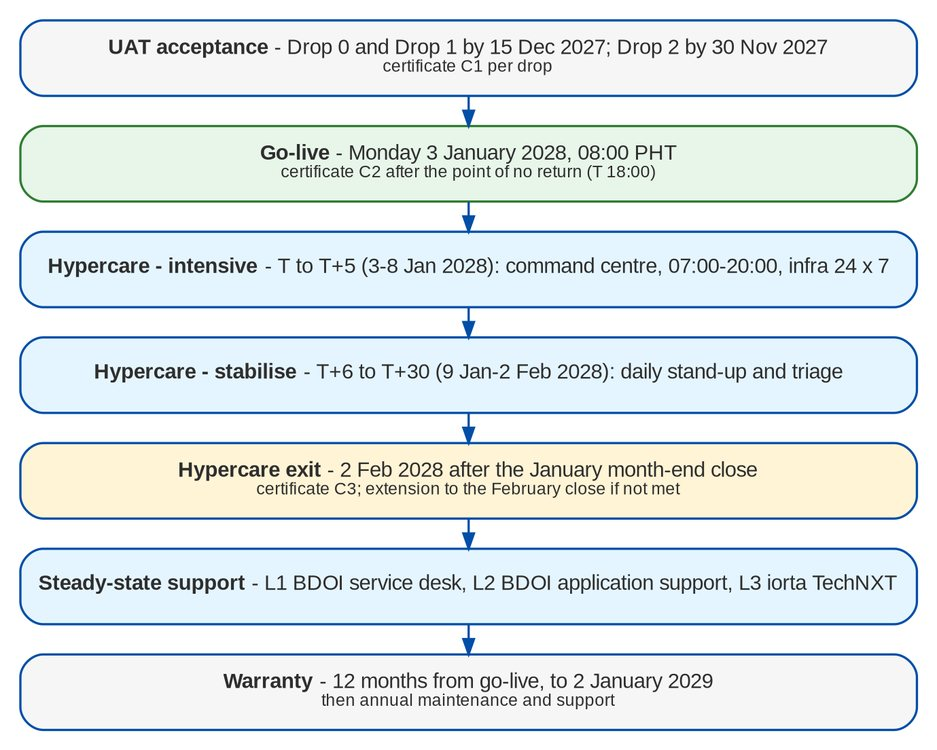 UAT acceptance - Drop 0 and Drop 1 by 15 Dec 2027; Drop 2 by 30 Nov 2027
certificate C1 per drop
Go-live - Monday 3 January 2028, 08:00 PHT
certificate C2 after the point of no return (T 18:00)
Hypercare - intensive - T to T+5 (3-8 Jan 2028): command centre, 07:00-20:00, infra 24 x 7
Hypercare - stabilise - T+6 to T+30 (9 Jan-2 Feb 2028): daily stand-up and triage
Hypercare exit - 2 Feb 2028 after the January month-end close
certificate C3; extension to the February close if not met
Steady-state support - L1 BDOI service desk, L2 BDOI application support, L3 iorta TechNXT
Warranty - 12 months from go-live, to 2 January 2029
then annual maintenance and support